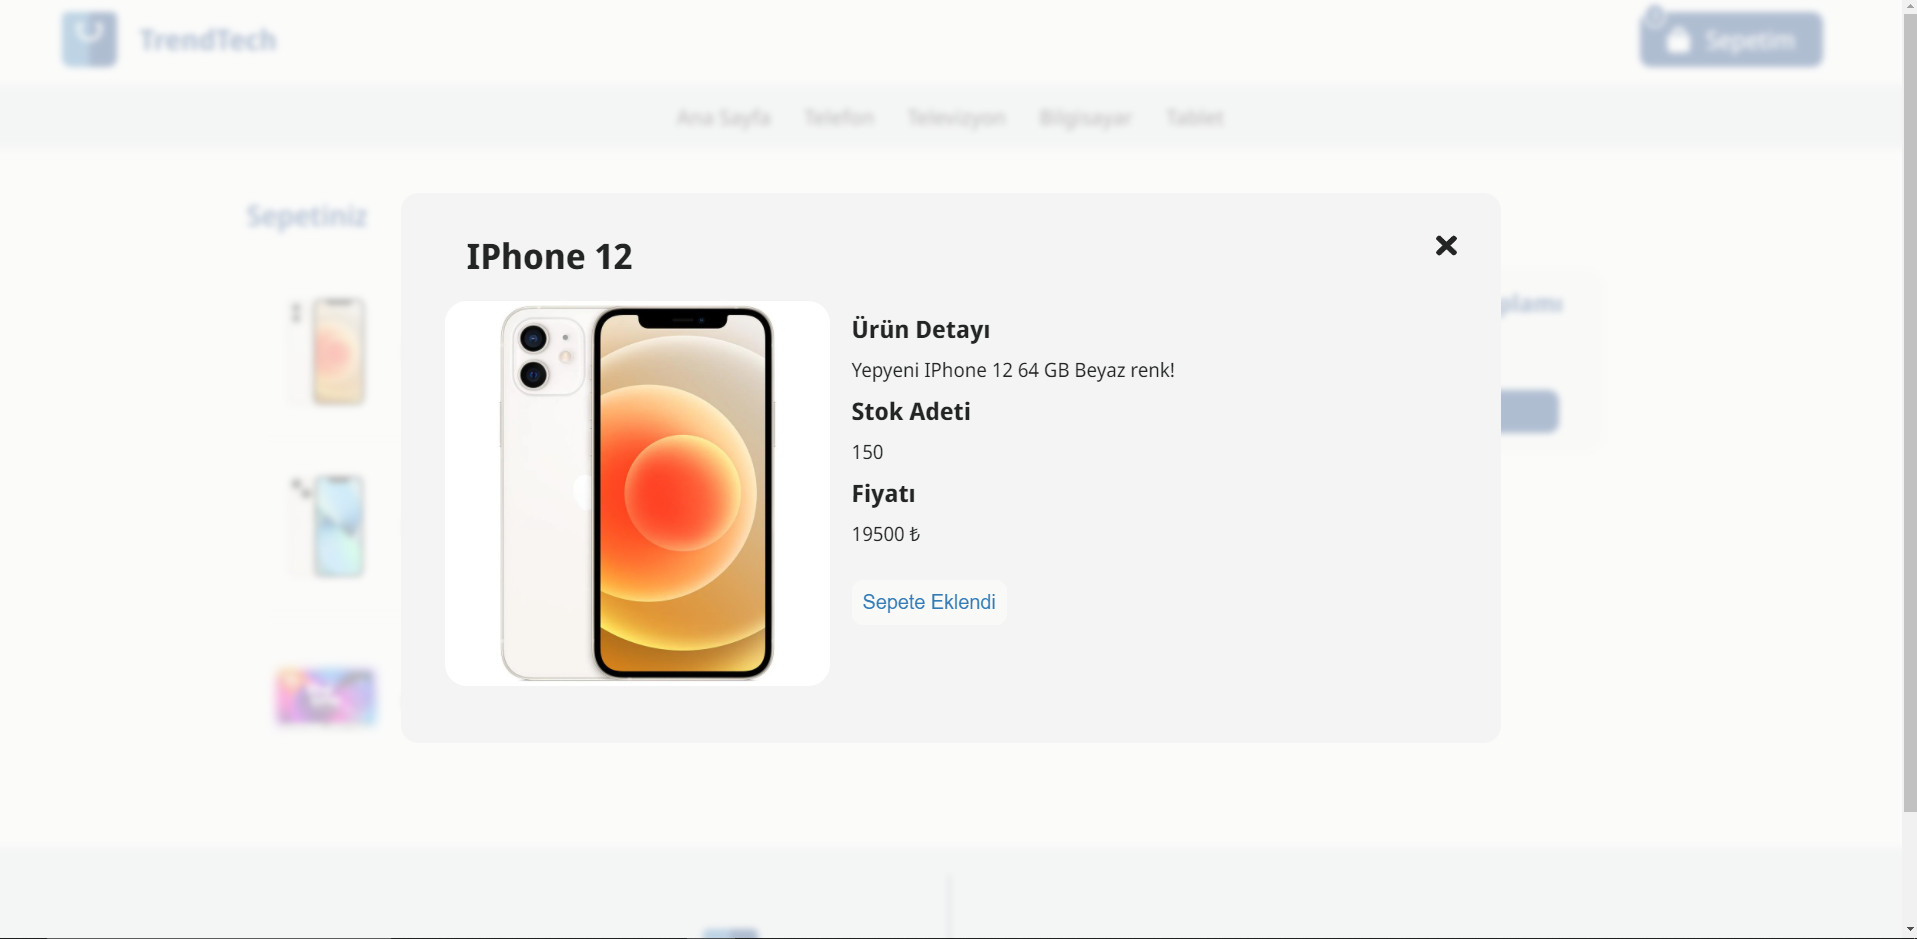 TrendTech
Sepetim
Ana Sayfa Telefon Televizyon Bilgisayar Tablet
Sepetiniz
IPhone 12
plamı
Ürün Detayı
Yepyeni IPhone 12 64 GB Beyaz renk!
Stok Adeti
150
Fiyatı
19500 ₺
Sepete Eklendi